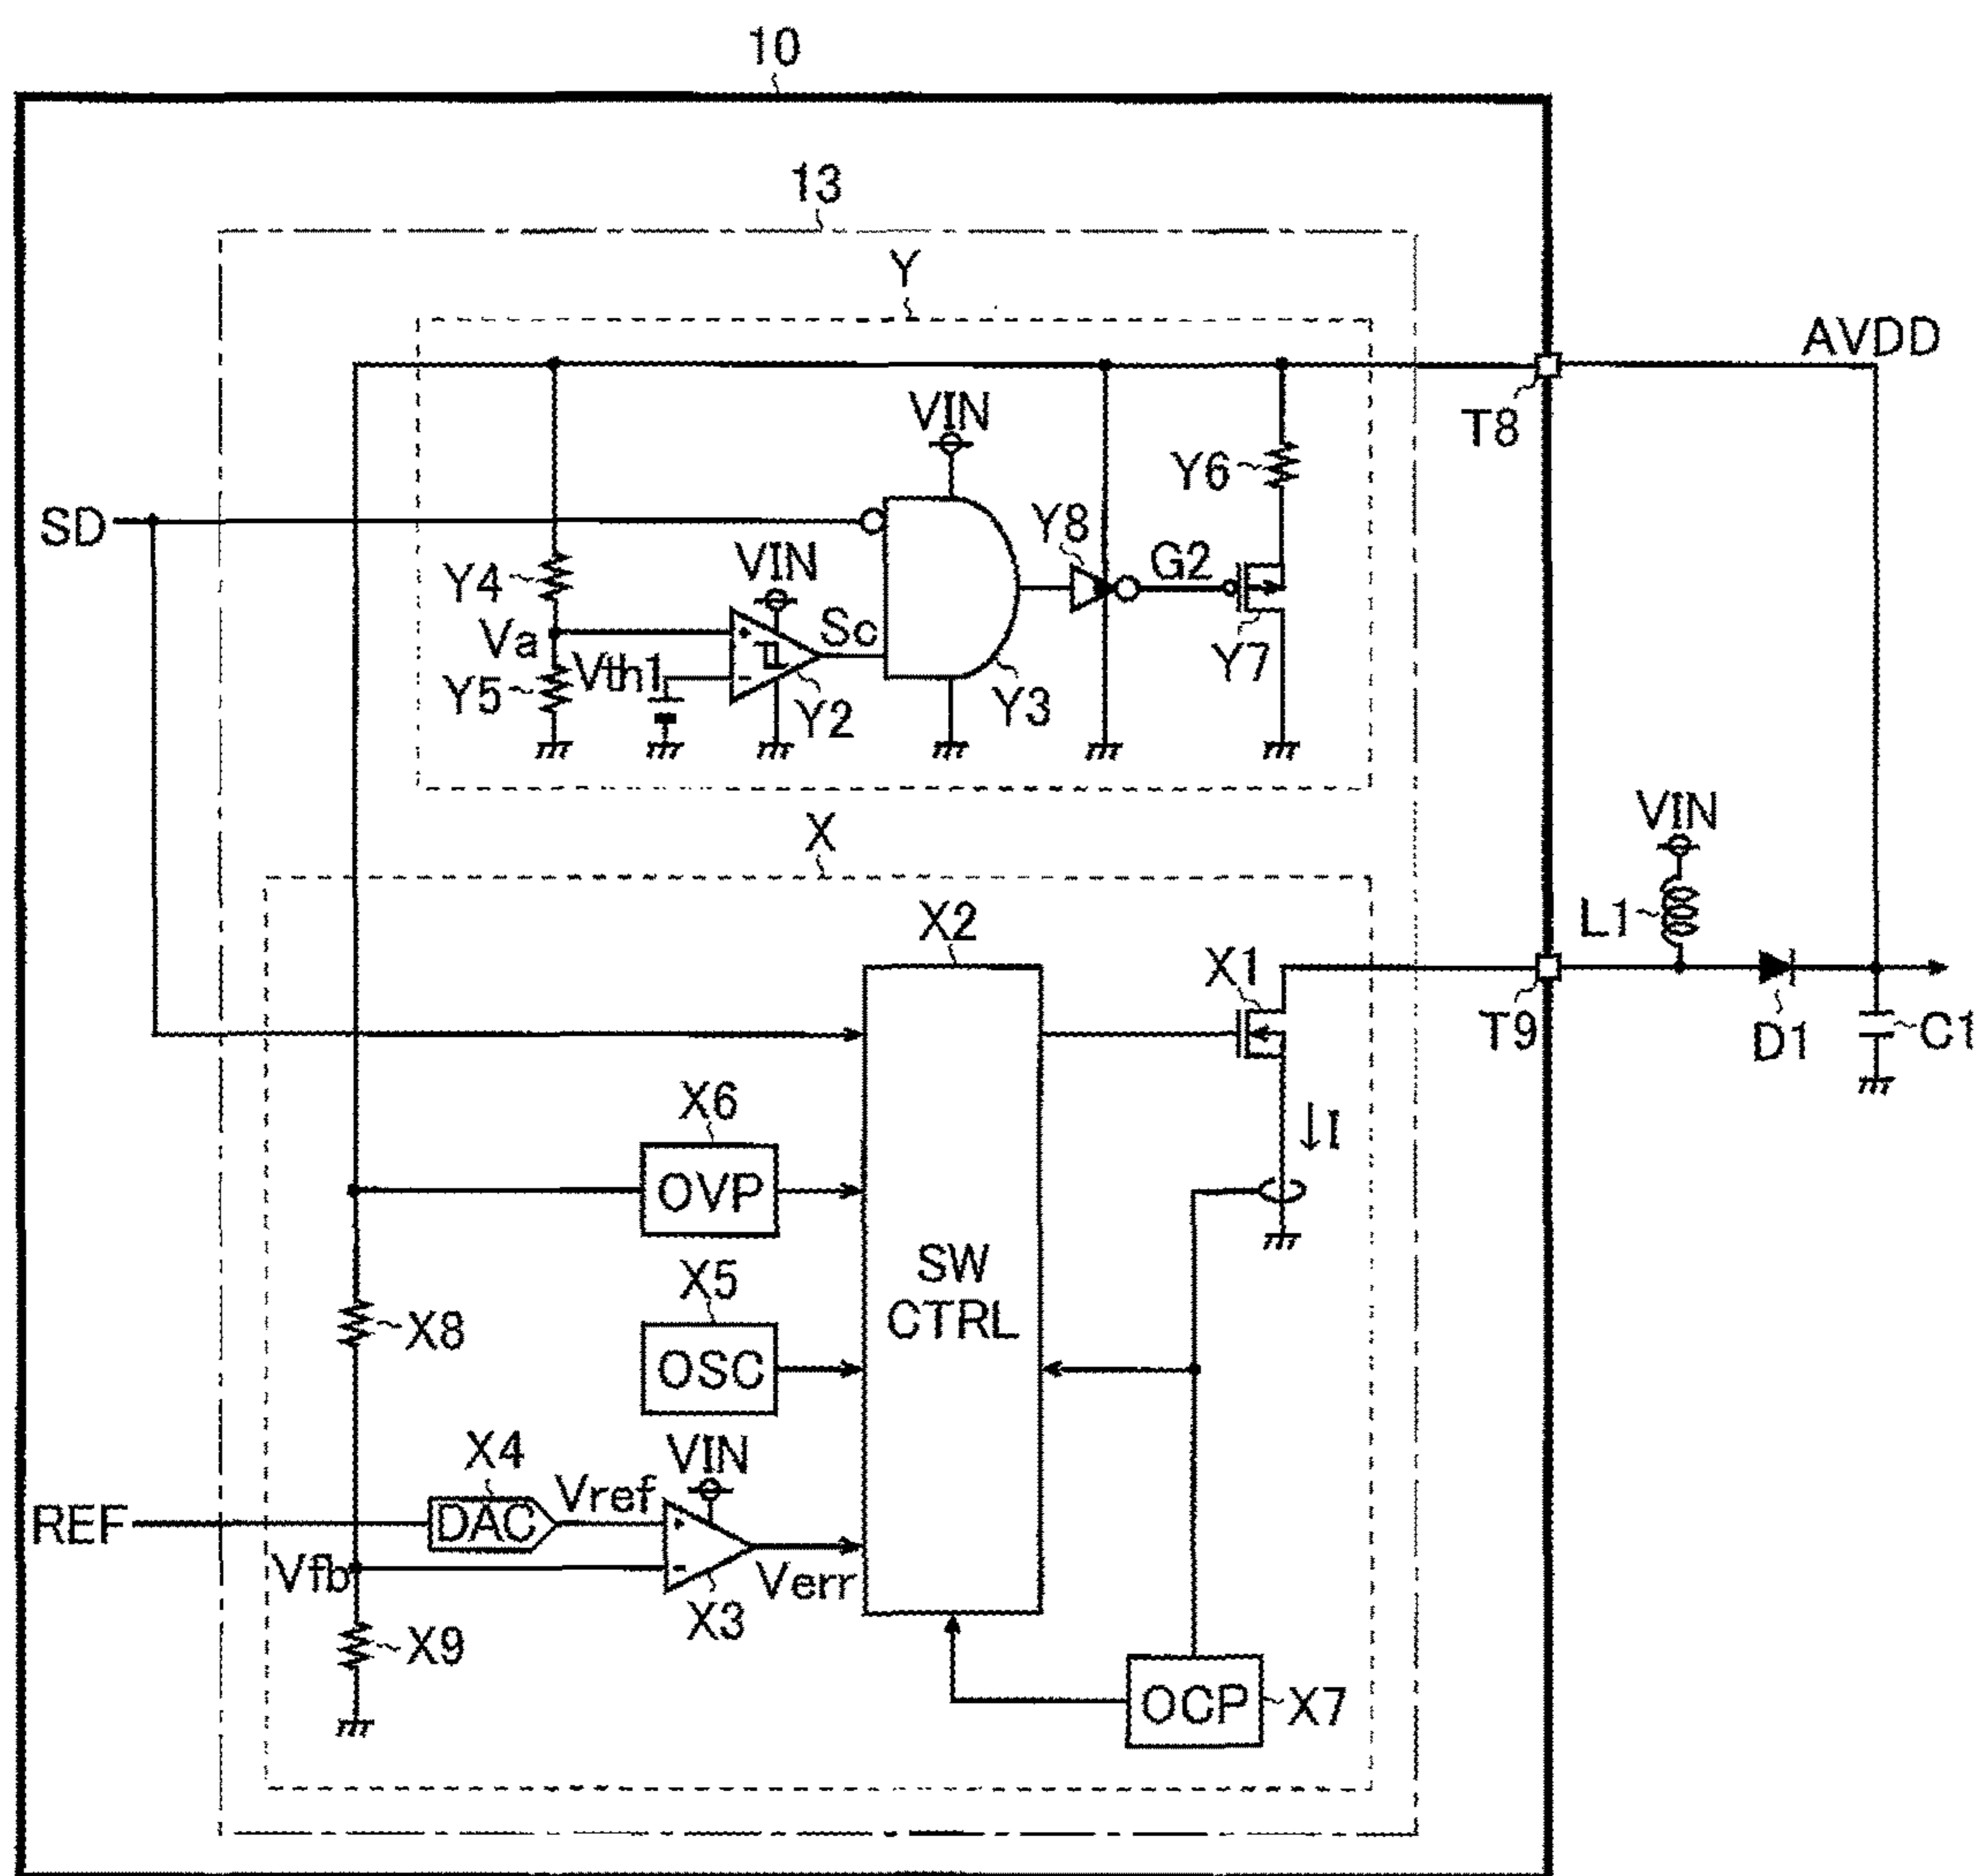 10
13
Y
AVDD
T8
VIN
Y6
SD
Y8
G2
VIN
Y4
Sc
Va
Vth1
Y7
Y5
Y2
Y3
X
VIN
X2
L1
X1
T9
D1
C1
X6
OVP
I
X5
SW
CTRL
OSC
X8
X4
VIN
Vref
REF
DAC
Vfb
Verr
X3
X9
OCP
X7